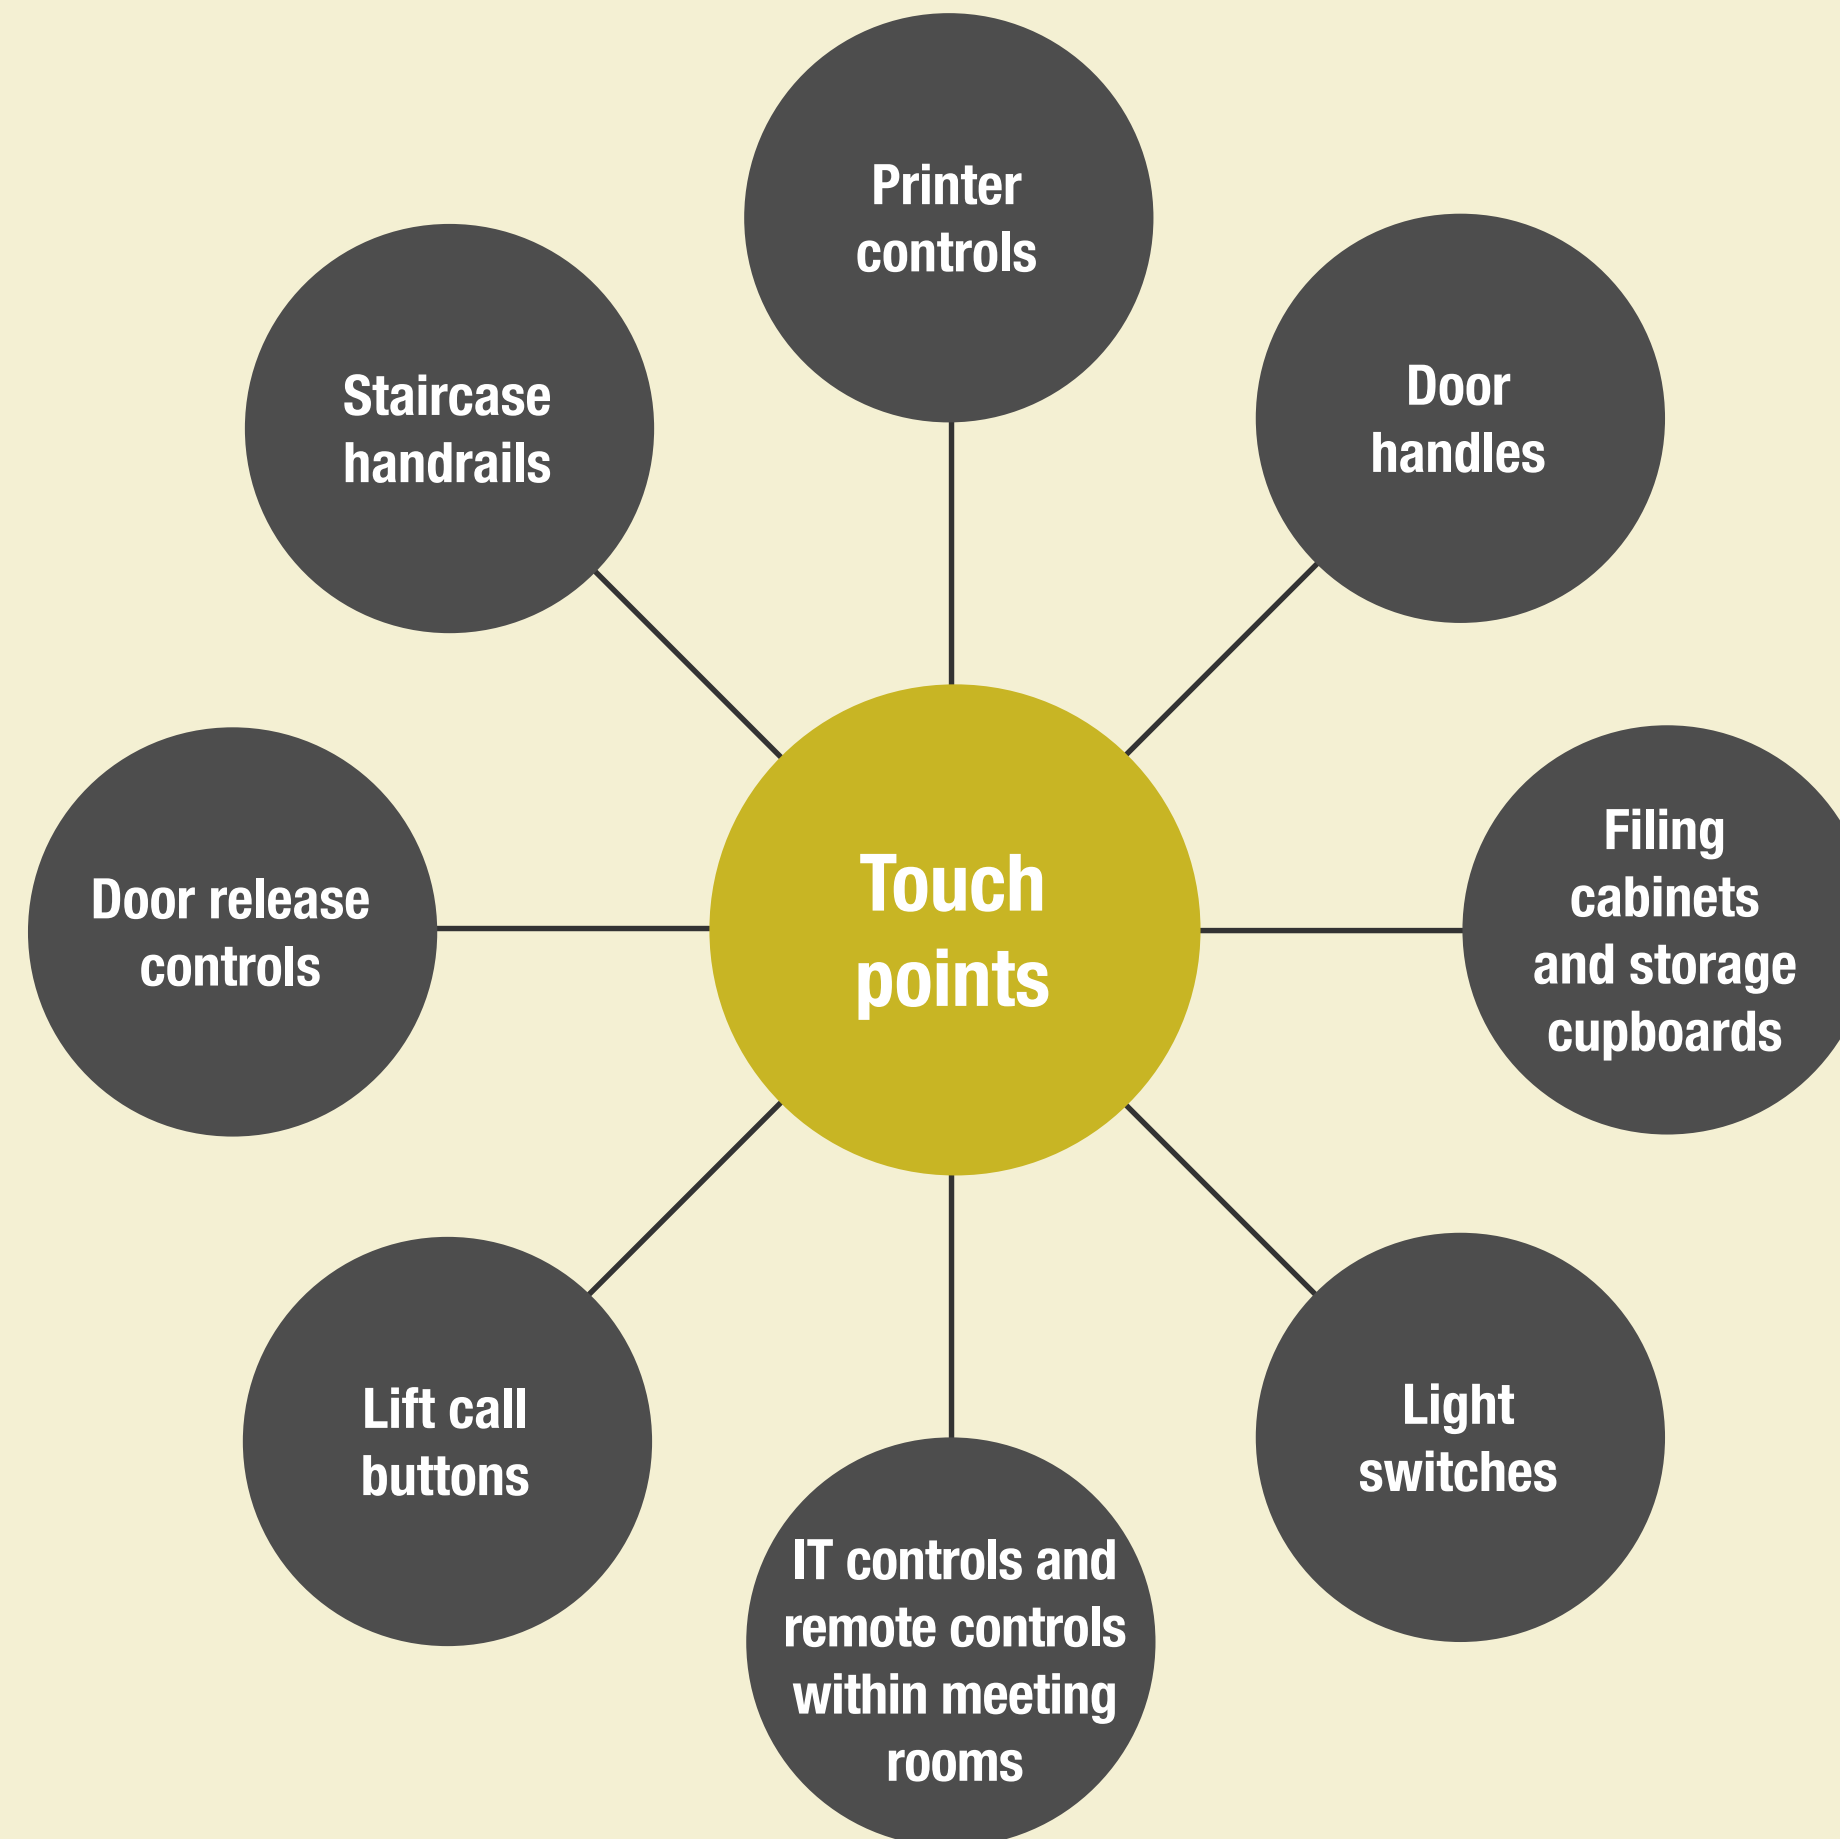 Printer
controls
Staircase
handrails
Door
handles
Door release
controls
Touch
points
Filing
cabinets
and storage
cupboards
Lift call
buttons
Light
switches
IT controls and
remote controls
within meeting
rooms